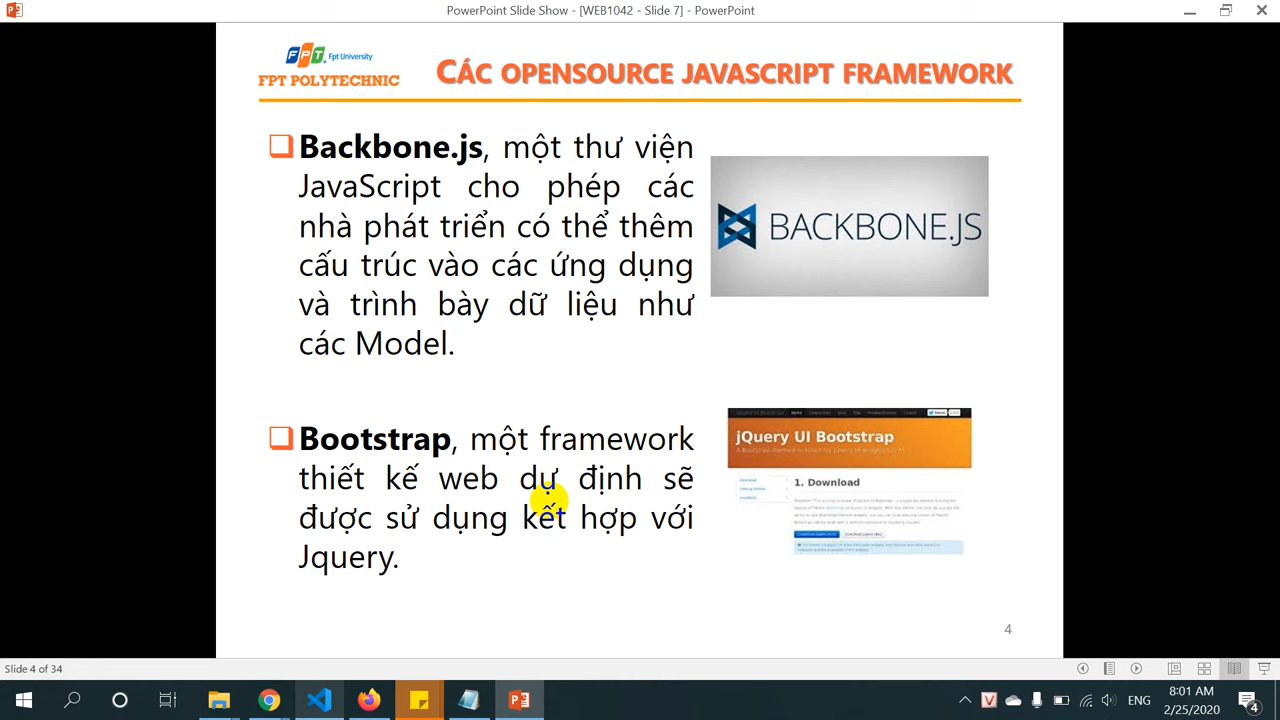 PowerPoint Slide Show - [WEB1042 - Slide 7] - PowerPoint
FPT. Fpt University
FPT POLYTECHNIC
CÁC OPENSOURCE JAVASCRIPT FRAMEWORK
Backbone.js, một thư viện
JavaScript cho phép các
nhà phát triển có thể thêm
cấu trúc vào các ứng dụng
và trình bày dữ liệu như
các Model.
BACKBONE.JS
Bootstrap, một framework
thiết kế web dự định sẽ
được sử dụng kết hợp với
Jquery.
jQuery UI Bootstrap
1. Download
4
Slide 4 of 34
ENG
8:01 AM
2/25/2020
4